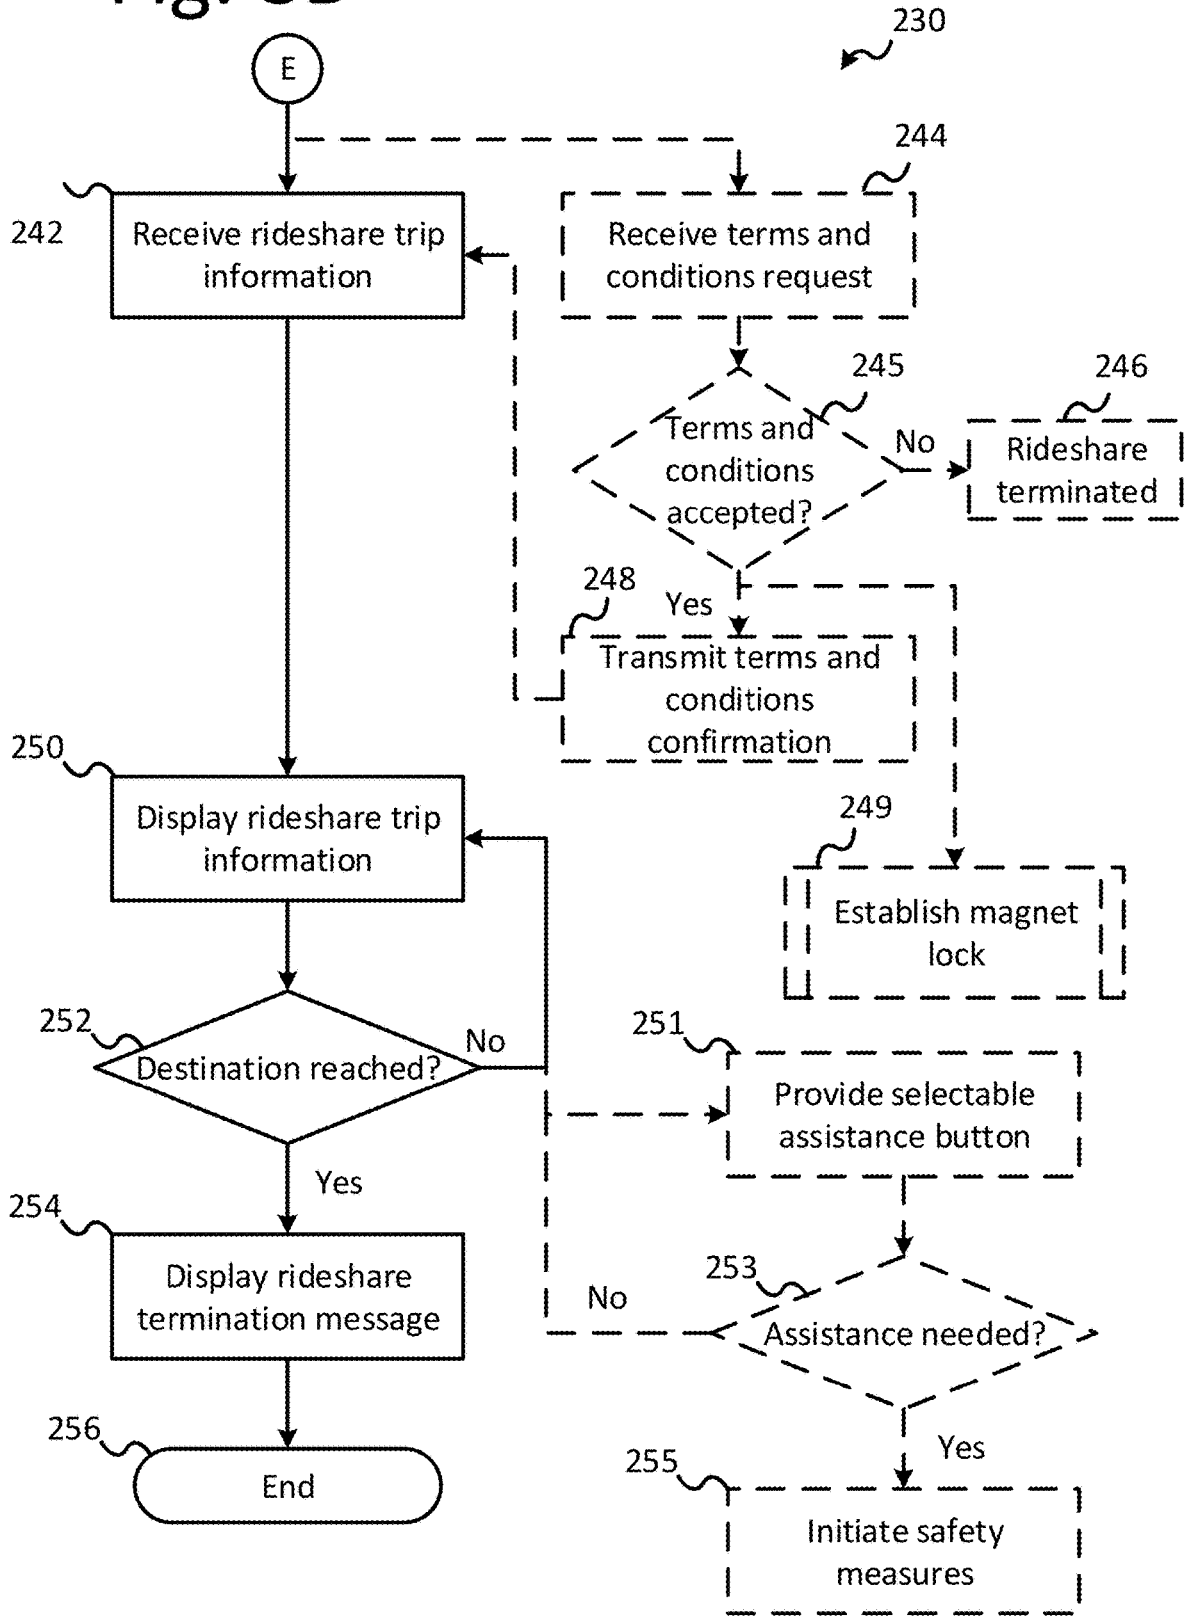 230
E
244
242
Receive rideshare trip
information
Receive terms and
conditions request
245
246
Terms and
conditions
accepted?
No
Rideshare
terminated
248
Yes
Transmit terms and
conditions
confirmation
250
Display rideshare trip
information
249
Establish magnet
lock
252
Destination reached?
No
251
Provide selectable
assistance button
Yes
254
Display rideshare
termination message
253
Assistance needed?
No
256
End
Yes
255
Initiate safety
measures